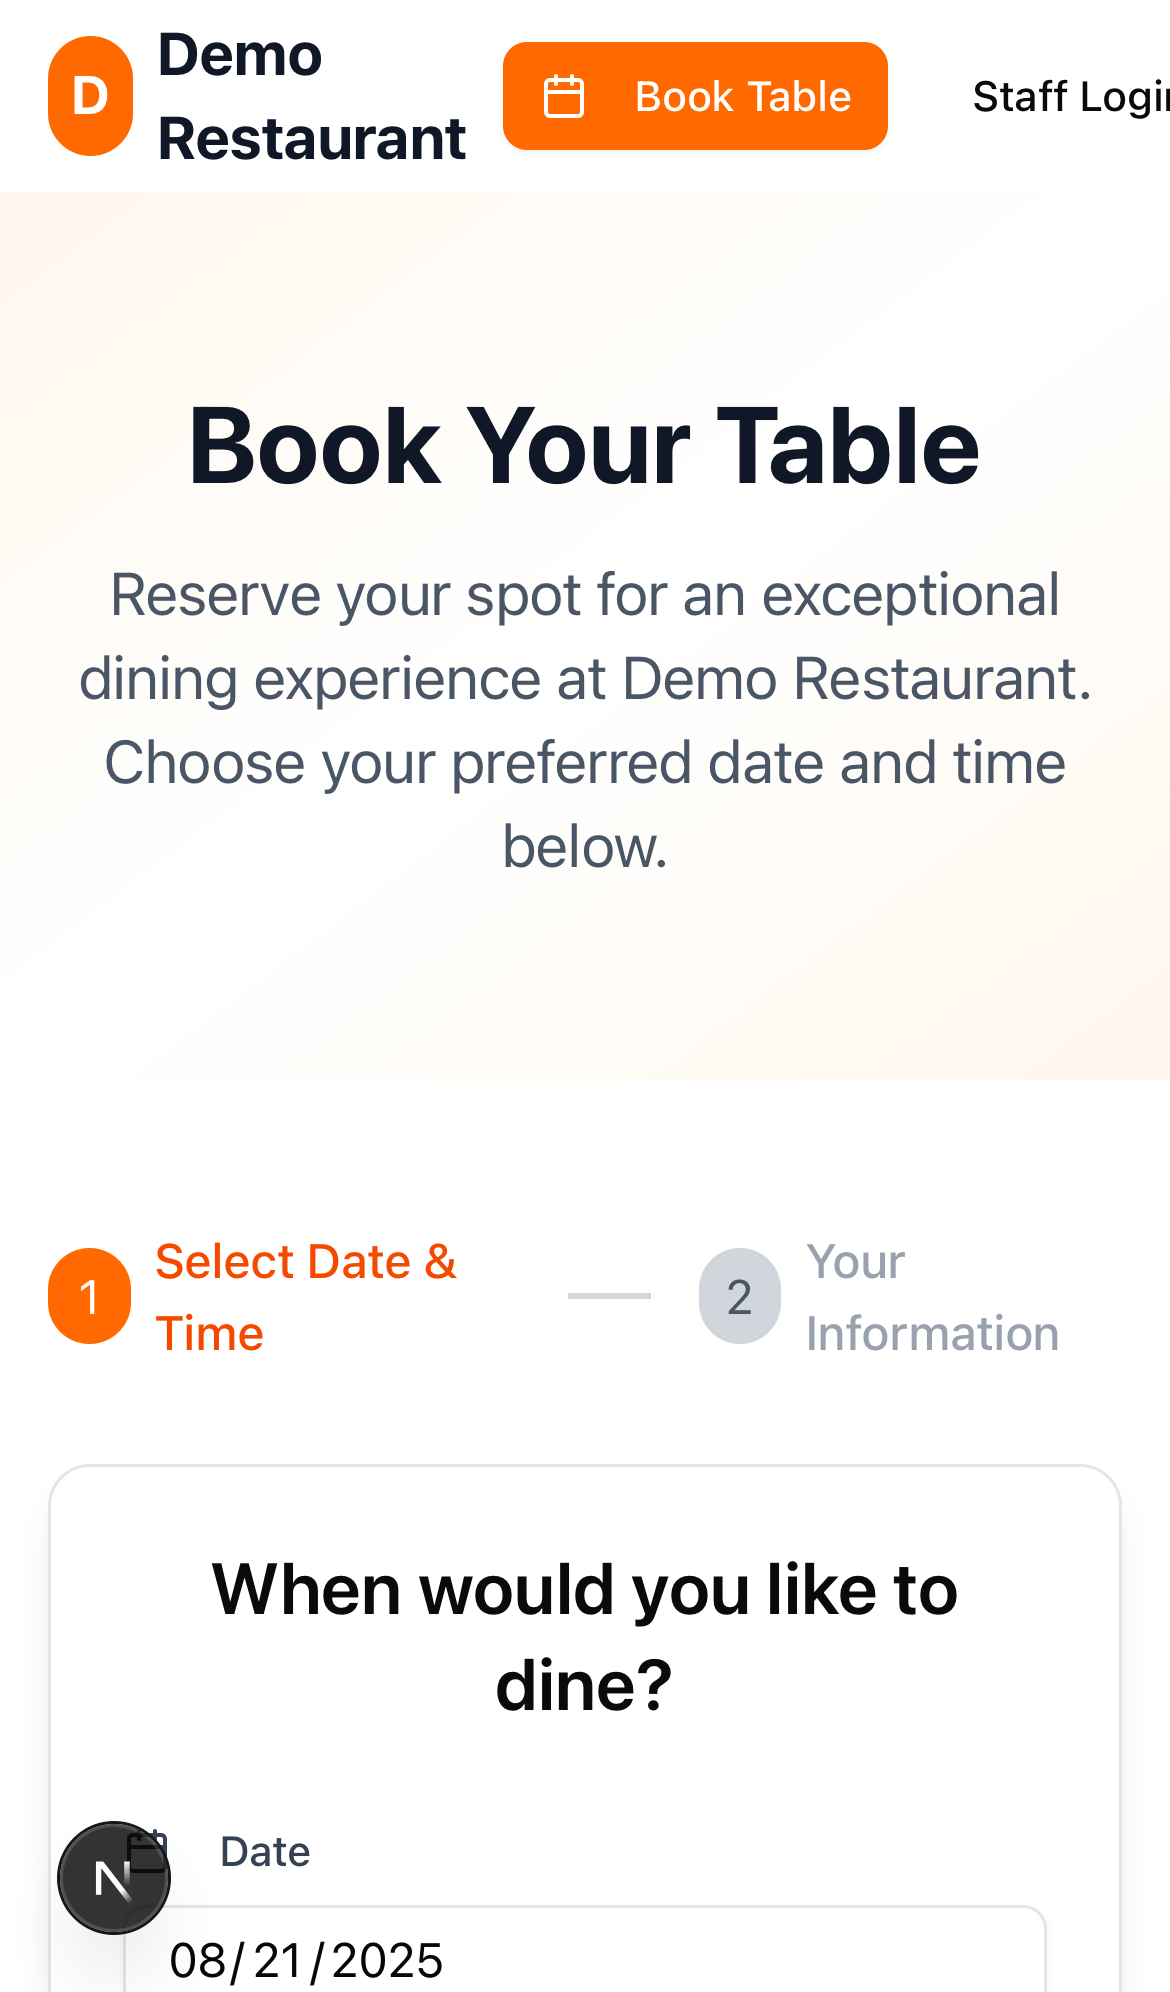 D
Demo
Restaurant
Book Table
Staff Login
Book Your Table
Reserve your spot for an exceptional
dining experience at Demo Restaurant.
Choose your preferred date and time
below.
1
Select Date &
Time
2
Your
Information
When would you like to
dine?
Date
N
08/21/2025